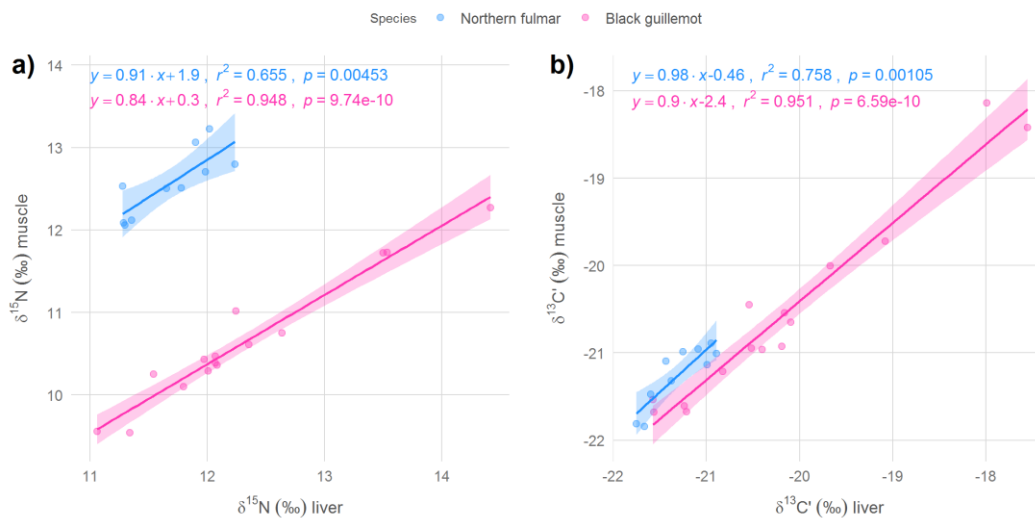 Species Northern fulmar Black guillemot
a)
y = 0.91 · x+ 1.9 , r² = 0.655 , p = 0.00453
y = 0.84 · x+ 0.3 , r² = 0.948 , p = 9.74e-10
14
13
12
11
10
δ¹⁵N (‰) muscle
11 12 13 14
δ¹⁵N (‰) liver
b)
y = 0.98 · x-0.46 , r² = 0.758 , p = 0.00105
y = 0.9 · x-2.4 , r² = 0.951 , p = 6.59e-10
-18
-19
-20
-21
-22
δ¹³C' (‰) muscle
-22 -21 -20 -19 -18
δ¹³C' (‰) liver